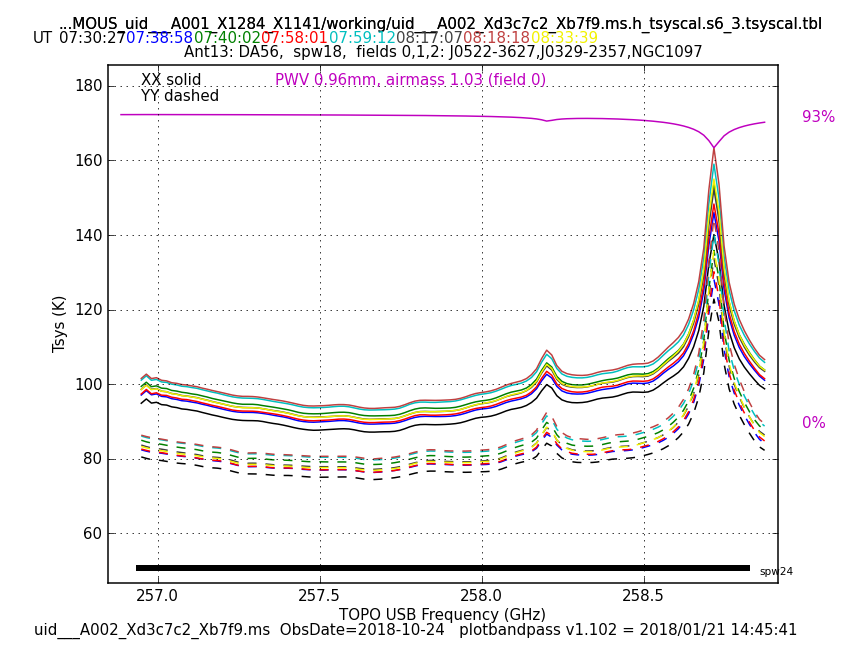 ...MOUS_uid___A001_X1284_X1141/working/uid___A002_Xd3c7c2_Xb7f9.ms.h_tsyscal.s6_3.tsyscal.tbl
UT 07:30:27 07:38:58 07:40:02 07:58:01 07:59:12 08:17:07 08:18:18 08:33:39
Ant13: DA56,  spw18,  fields 0,1,2: J0522-3627,J0329-2357,NGC1097
XX solid
YY dashed
PWV 0.96mm, airmass 1.03 (field 0)
93%
0%
Tsys (K)
180
160
140
120
100
80
60
spw24
257.0 257.5 258.0 258.5
TOPO USB Frequency (GHz)
uid___A002_Xd3c7c2_Xb7f9.ms  ObsDate=2018-10-24   plotbandpass v1.102 = 2018/01/21 14:45:41